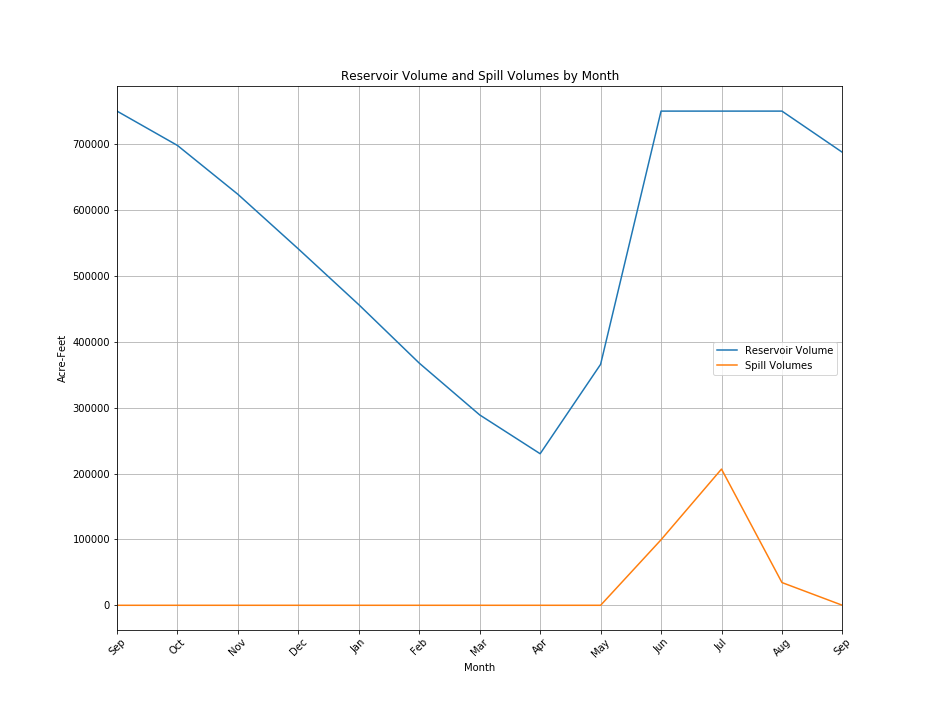 Reservoir Volume and Spill Volumes by Month
700000
600000
500000
400000
300000
200000
100000
0
Acre-Feet
Reservoir Volume
Spill Volumes
Sep Oct Nov Dec Jan Feb Mar Apr May Jun Jul Aug Sep
Month